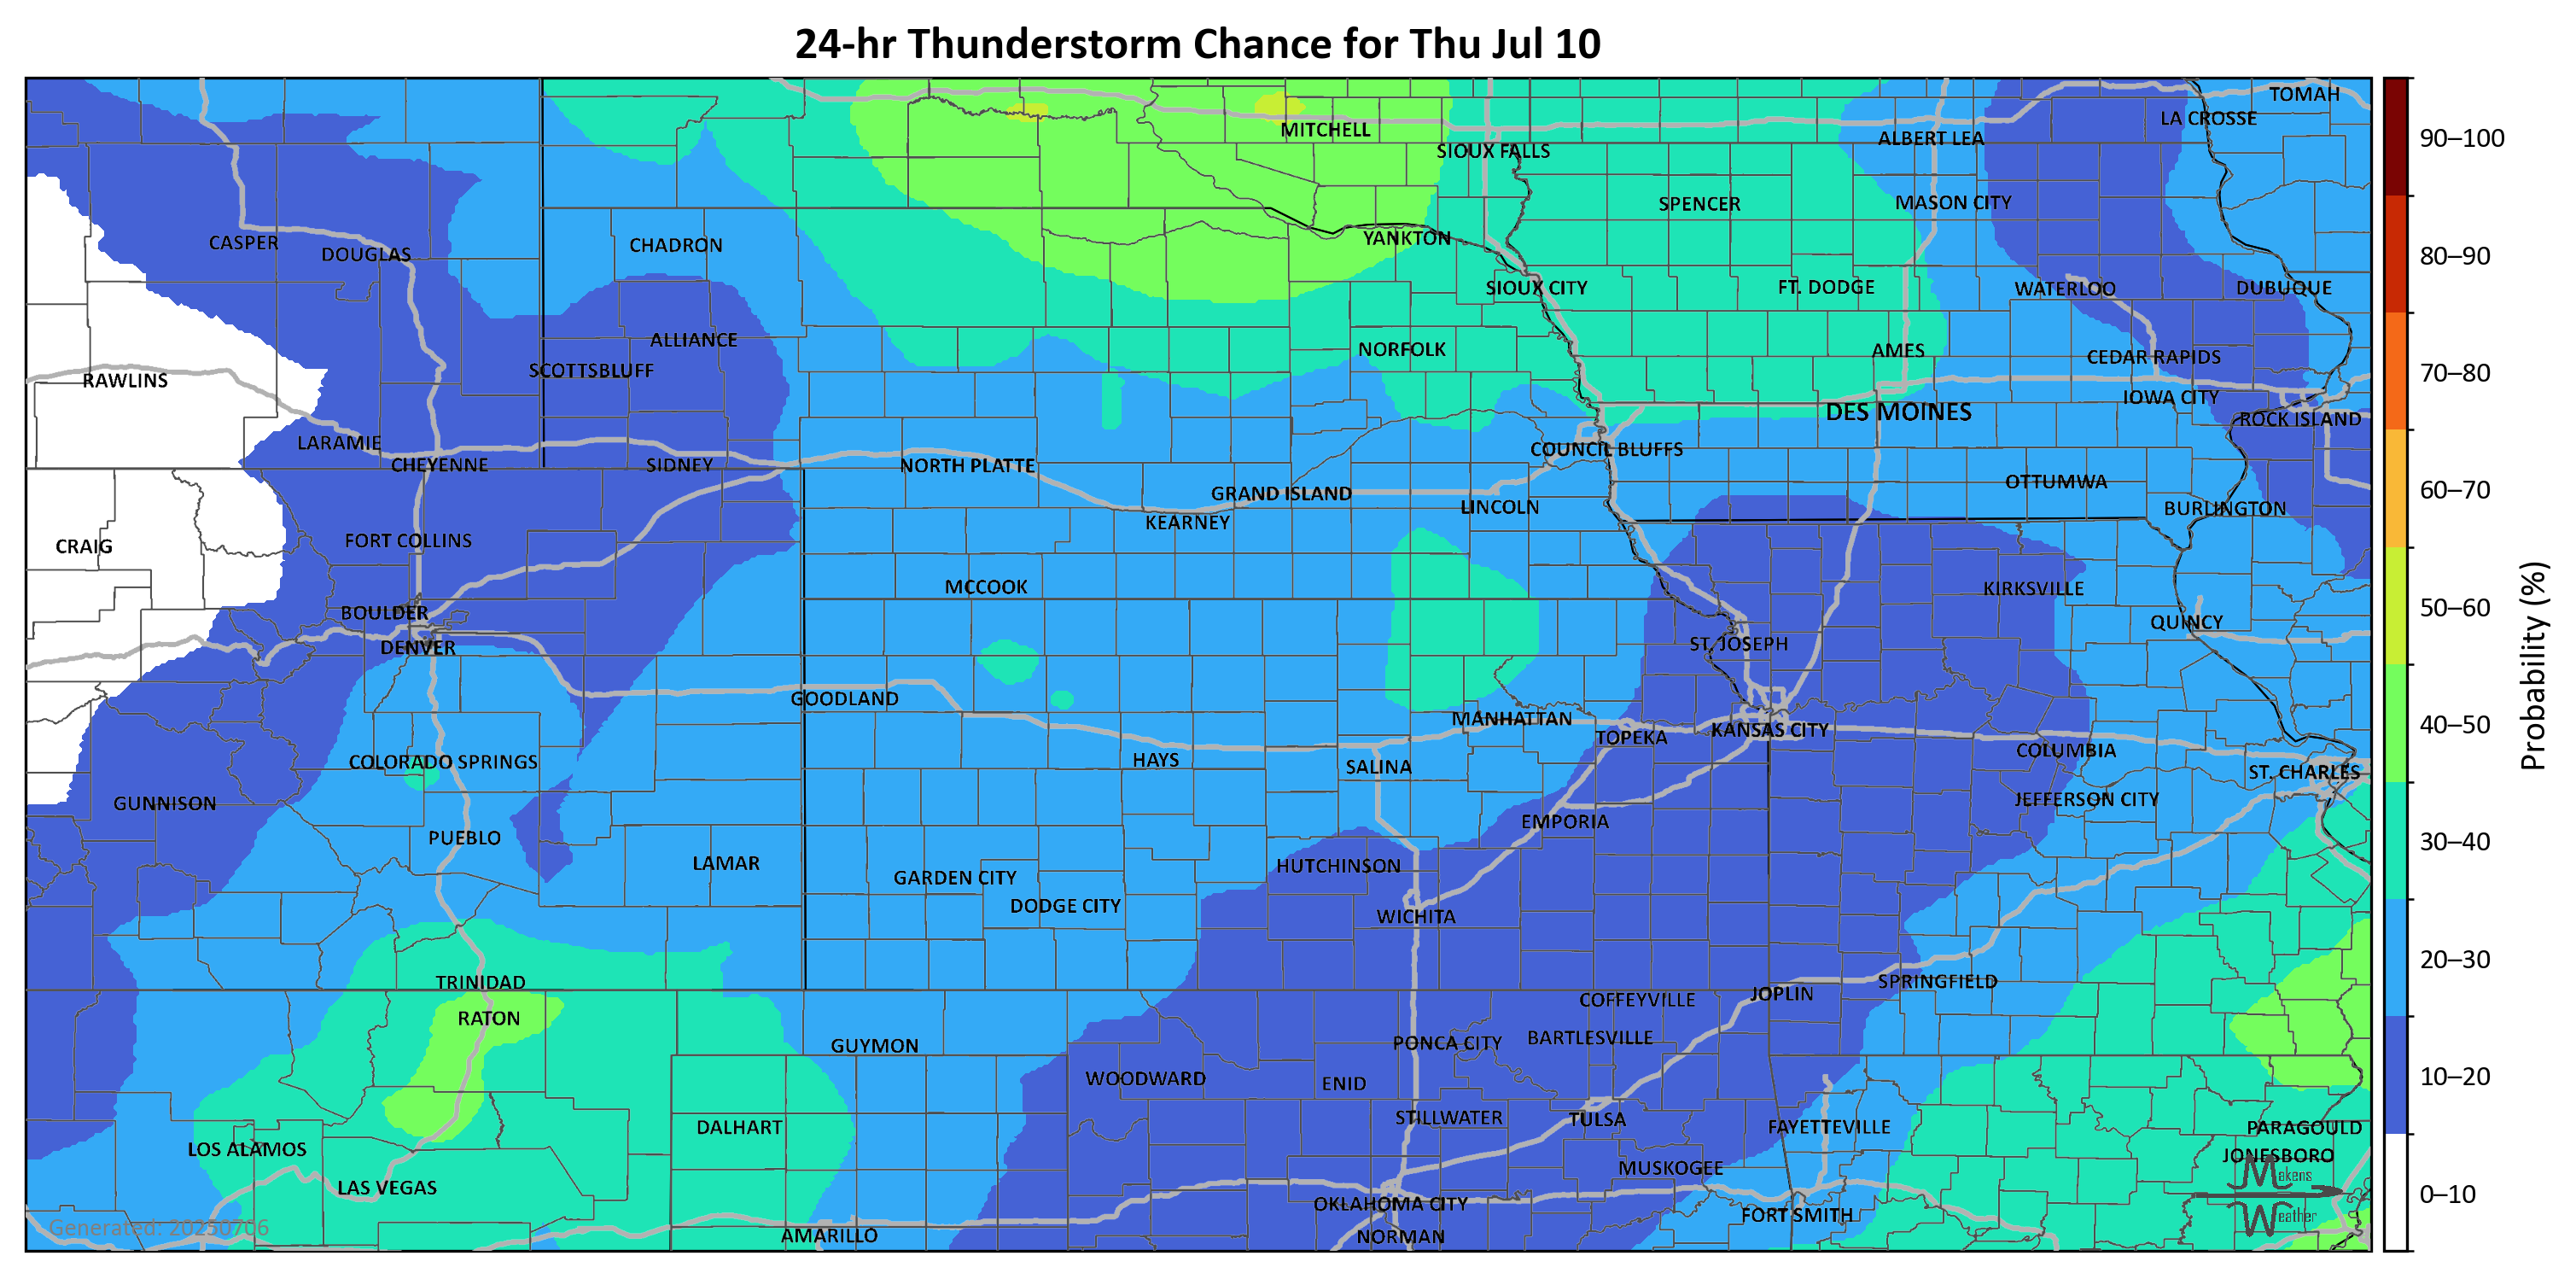 24-hr Thunderstorm Chance for Thu Jul 10
TOMAH
LA CROSSE
MITCHELL
ALBERT LEA
SIOUX FALLS
SPENCER
MASON CITY
CASPER
DOUGLAS
CHADRON
YANKTON
SIOUX CITY
FT. DODGE
WATERLOO
DUBUQUE
ALLIANCE
NORFOLK
AMES
CEDAR RAPIDS
SCOTTSBLUFF
RAWLINS
IOWA CITY
DES MOINES
ROCK ISLAND
LARAMIE
COUNCIL BLUFFS
CHEYENNE
SIDNEY
NORTH PLATTE
OTTUMWA
GRAND ISLAND
LINCOLN
BURLINGTON
KEARNEY
FORT COLLINS
CRAIG
MCCOOK
KIRKSVILLE
BOULDER
QUINCY
DENVER
ST. JOSEPH
GOODLAND
MANHATTAN
TOPEKA
KANSAS CITY
COLUMBIA
COLORADO SPRINGS
HAYS
SALINA
ST. CHARLES
GUNNISON
JEFFERSON CITY
EMPORIA
PUEBLO
LAMAR
HUTCHINSON
GARDEN CITY
DODGE CITY
WICHITA
TRINIDAD
SPRINGFIELD
JOPLIN
COFFEYVILLE
RATON
GUYMON
PONCA CITY
BARTLESVILLE
WOODWARD
ENID
STILLWATER
TULSA
DALHART
FAYETTEVILLE
PARAGOULD
LOS ALAMOS
JONESBORO
MUSKOGEE
LAS VEGAS
OKLAHOMA CITY
FORT SMITH
AMARILLO
NORMAN
Generated: 20250706
Makens
Weather
90–100
80–90
70–80
60–70
50–60
40–50
30–40
20–30
10–20
0–10
Probability (%)